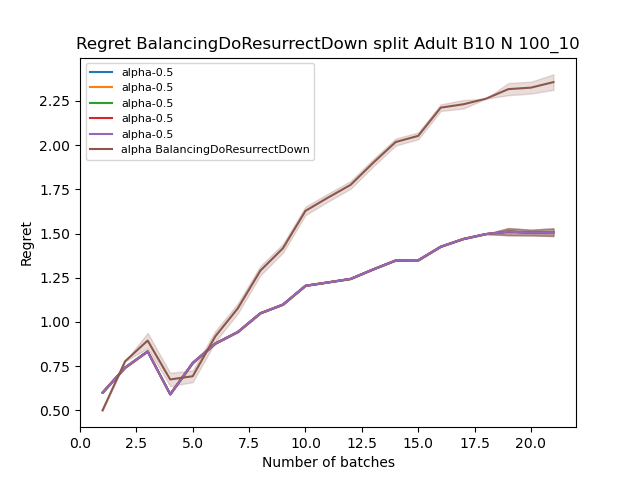 Regret BalancingDoResurrectDown split Adult B10 N 100_10
alpha-0.5
alpha-0.5
alpha-0.5
alpha-0.5
alpha-0.5
alpha BalancingDoResurrectDown
Regret
2.25
2.00
1.75
1.50
1.25
1.00
0.75
0.50
0.0 2.5 5.0 7.5 10.0 12.5 15.0 17.5 20.0
Number of batches